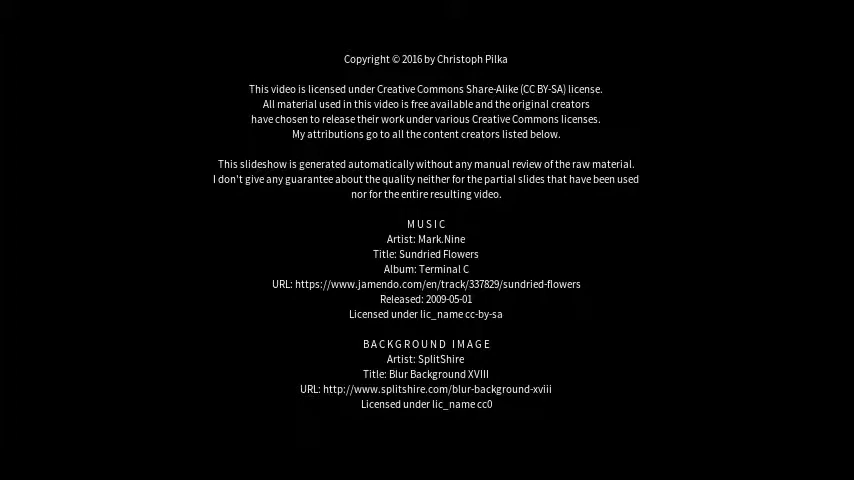 Copyright © 2016 by Christoph Pilka
This video is licensed under Creative Commons Share-Alike (CC BY-SA) license.
All material used in this video is free available and the original creators
have chosen to release their work under various Creative Commons licenses.
My attributions go to all the content creators listed below.
This slideshow is generated automatically without any manual review of the raw material.
I don't give any guarantee about the quality neither for the partial slides that have been used
nor for the entire resulting video.
MUSIC
Artist: Mark.Nine
Title: Sundried Flowers
Album: Terminal C
URL: https://www.jamendo.com/en/track/337829/sundried-flowers
Released: 2009-05-01
Licensed under lic_name cc-by-sa
BACKGROUND IMAGE
Artist: SplitShire
Title: Blur Background XVIII
URL: http://www.splitshire.com/blur-background-xviii
Licensed under lic_name cc0